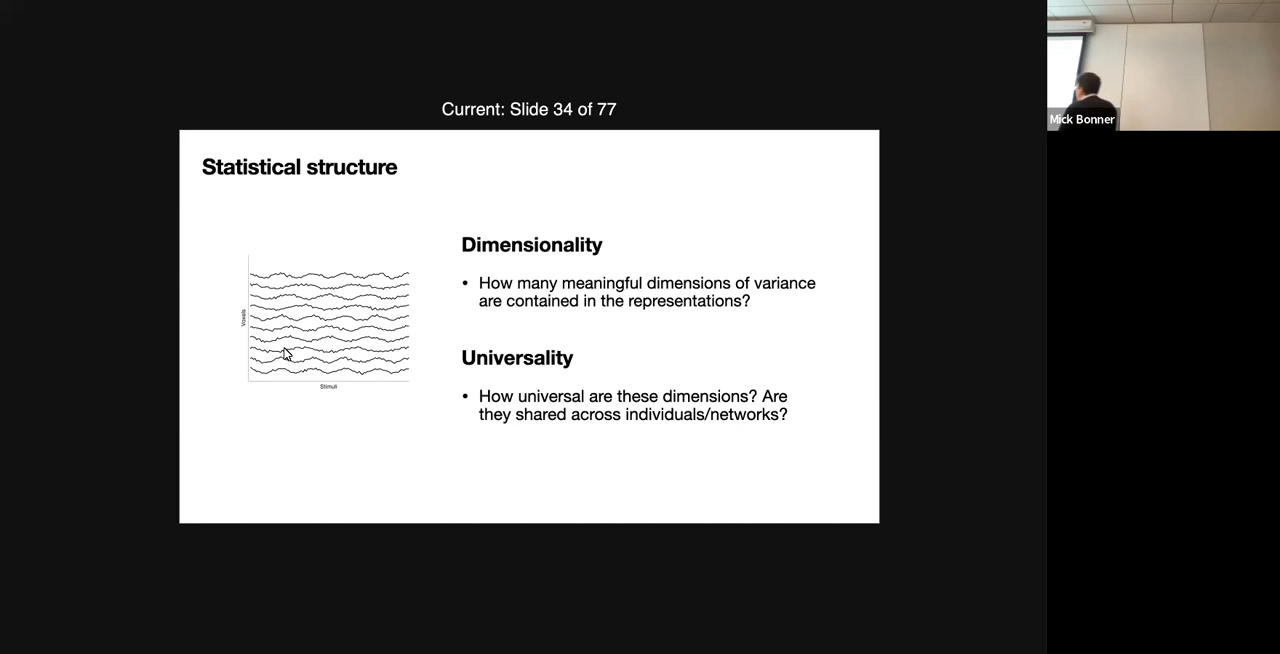 Current: Slide 34 of 77
Mick Bonner
Statistical structure
Voxels
Stimuli
Dimensionality
• How many meaningful dimensions of variance
are contained in the representations?
Universality
• How universal are these dimensions? Are
they shared across individuals/networks?